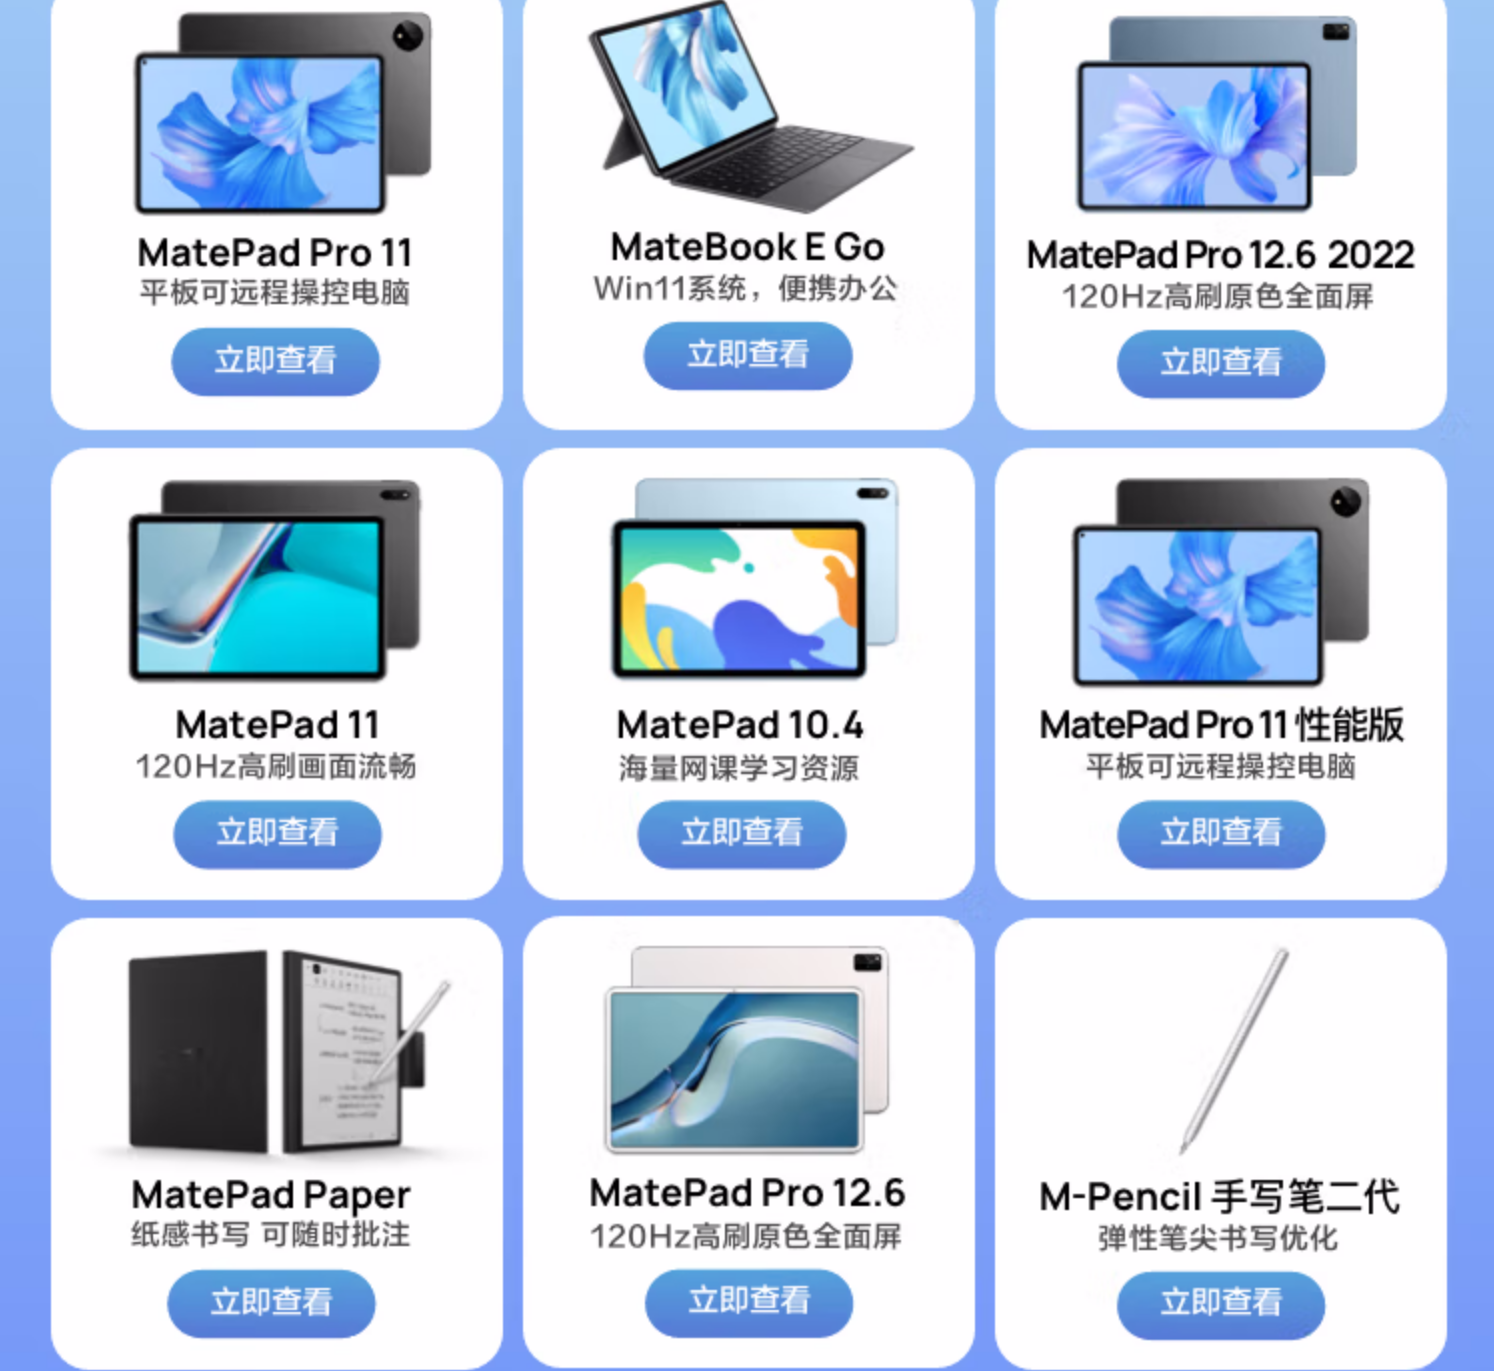 MatePad Pro 11
平板可远程操控电脑
立即查看
MateBook E Go
Win11系统，便携办公
立即查看
MatePad Pro 12.6 2022
120Hz高刷原色全面屏
立即查看
MatePad 11
120Hz高刷画面流畅
立即查看
MatePad 10.4
海量网课学习资源
立即查看
MatePad Pro 11 性能版
平板可远程操控电脑
立即查看
MatePad Paper
纸感书写 可随时批注
立即查看
MatePad Pro 12.6
120Hz高刷原色全面屏
立即查看
M-Pencil 手写笔二代
弹性笔尖书写优化
立即查看